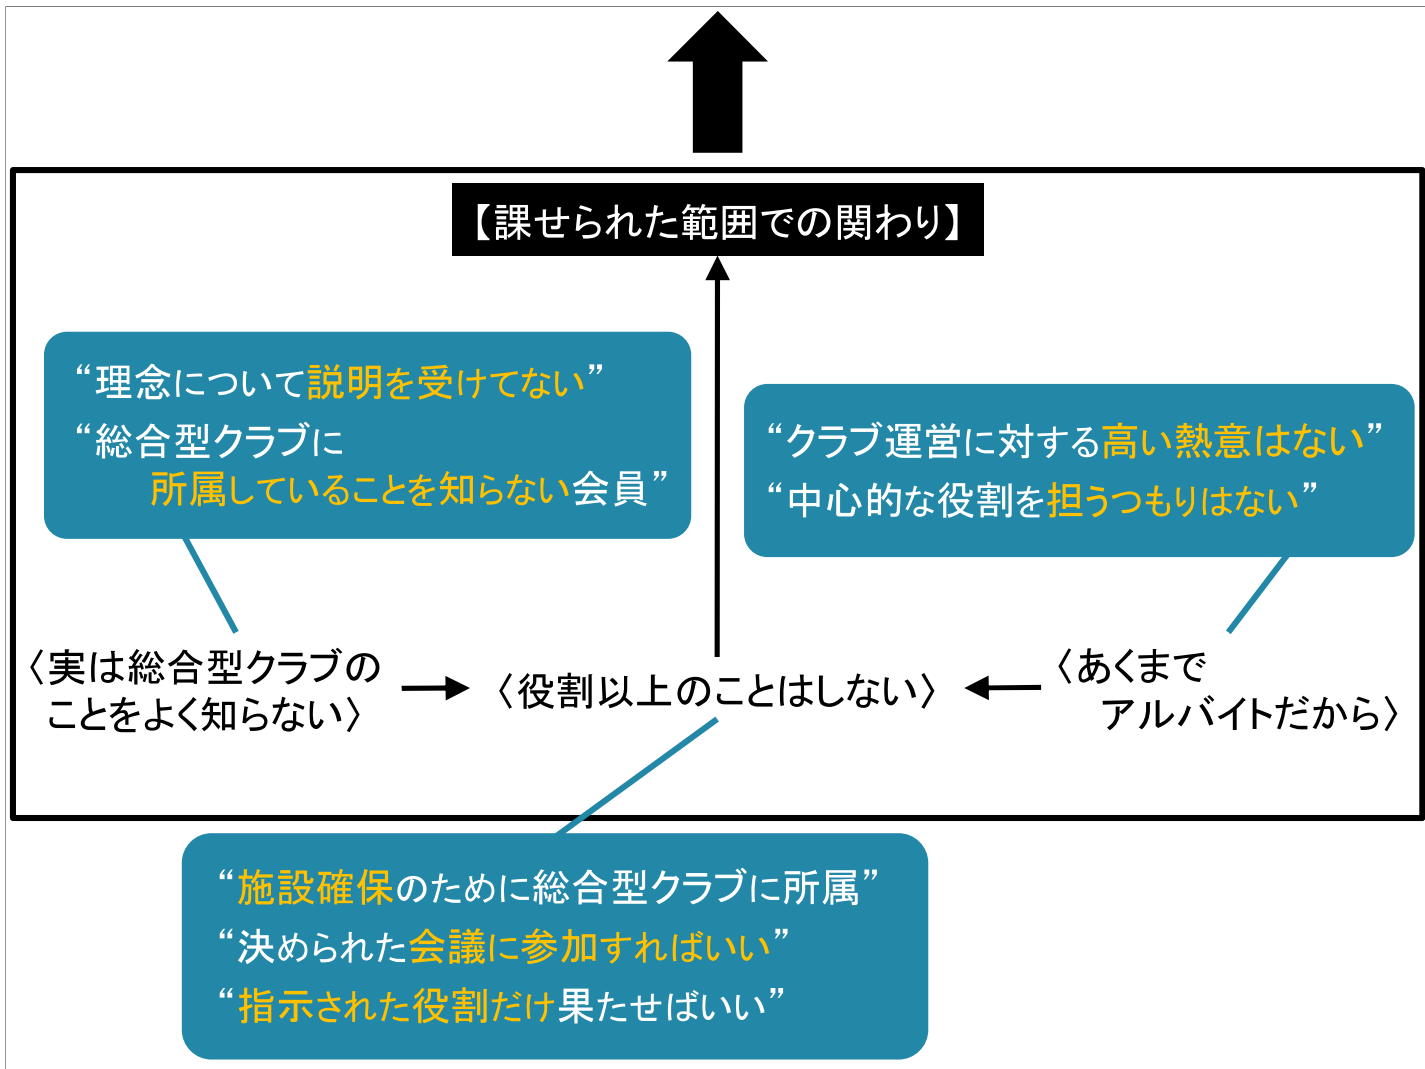 【課せられた範囲での関わり】
“理念について説明を受けてない”
“総合型クラブに
所属していることを知らない会員”
“クラブ運営に対する高い熱意はない”
“中心的な役割を担うつもりはない”
〈実は総合型クラブの
ことをよく知らない〉
〈役割以上のことはしない〉
〈あくまで
アルバイトだから〉
“施設確保のために総合型クラブに所属”
“決められた会議に参加すればいい”
“指示された役割だけ果たせばいい”